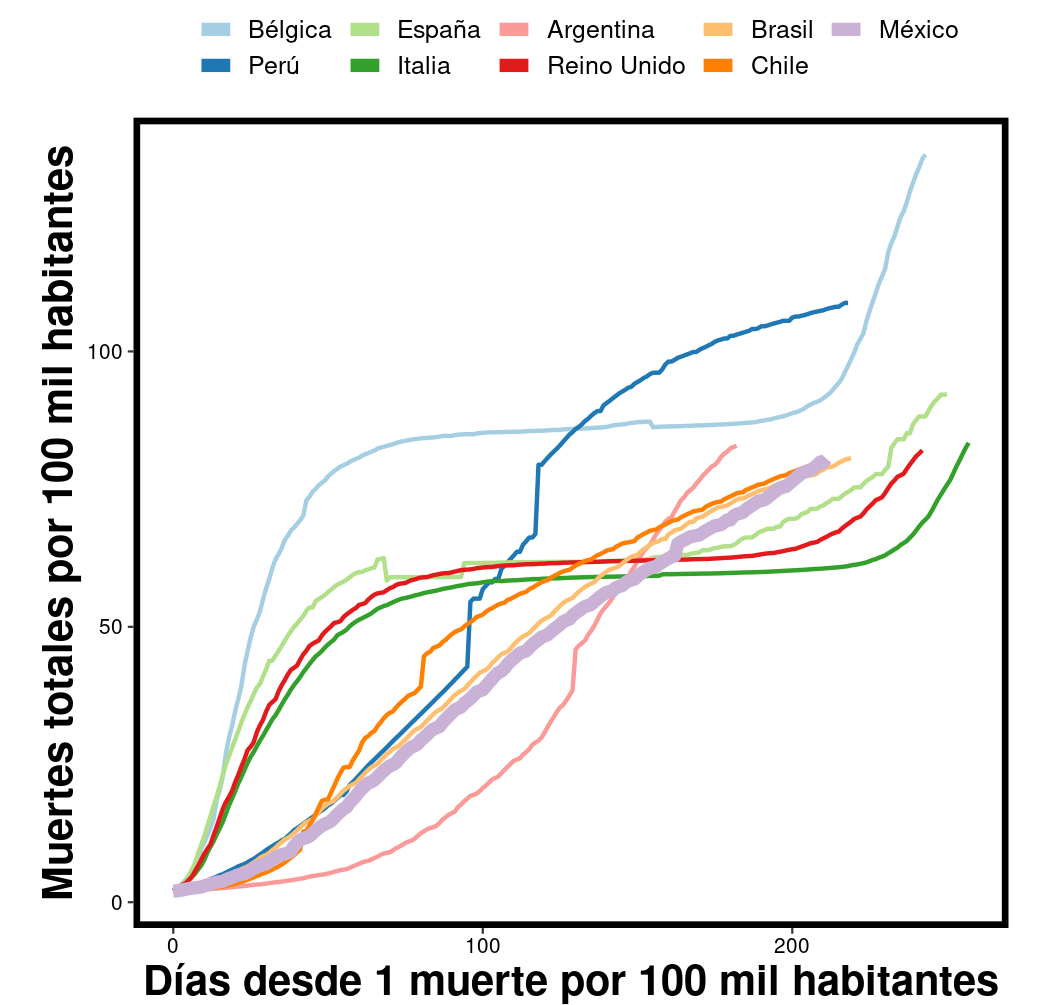 Bélgica España Argentina Brasil México
Perú Italia Reino Unido Chile
Muertes totales por 100 mil habitantes
100
50
0
0 100 200
Días desde 1 muerte por 100 mil habitantes